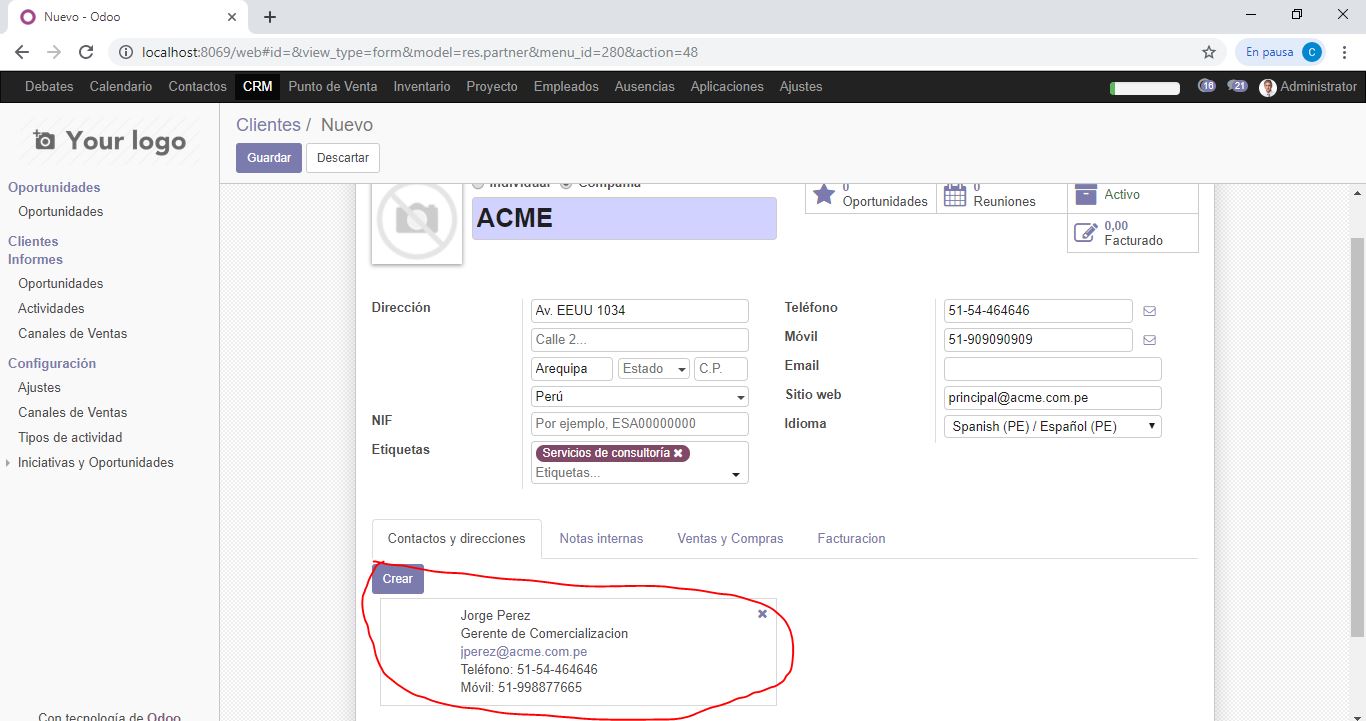 Nuevo - Odoo
localhost:8069/web#id=&view_type=form&model=res.partner&menu_id=280&action=48
En pausa C
Debates Calendario Contactos CRM Punto de Venta Inventario Proyecto Empleados Ausencias Aplicaciones Ajustes 16 21 Administrator
Your logo
Oportunidades
Oportunidades
Clientes
Informes
Oportunidades
Actividades
Canales de Ventas
Configuración
Ajustes
Canales de Ventas
Tipos de actividad
Iniciativas y Oportunidades
Con tecnología de Odoo
Clientes / Nuevo
Guardar Descartar
Individual Compañía
ACME
0 Oportunidades
0 Reuniones
Activo
0,00
Facturado
Dirección Av. EEUU 1034
Calle 2...
Arequipa Estado C.P.
Perú
NIF Por ejemplo, ESA00000000
Etiquetas Servicios de consultoría
Etiquetas...
Teléfono 51-54-464646
Móvil 51-909090909
Email
Sitio web principal@acme.com.pe
Idioma Spanish (PE) / Español (PE)
Contactos y direcciones Notas internas Ventas y Compras Facturacion
Crear
Jorge Perez
Gerente de Comercializacion
jperez@acme.com.pe
Teléfono: 51-54-464646
Móvil: 51-998877665